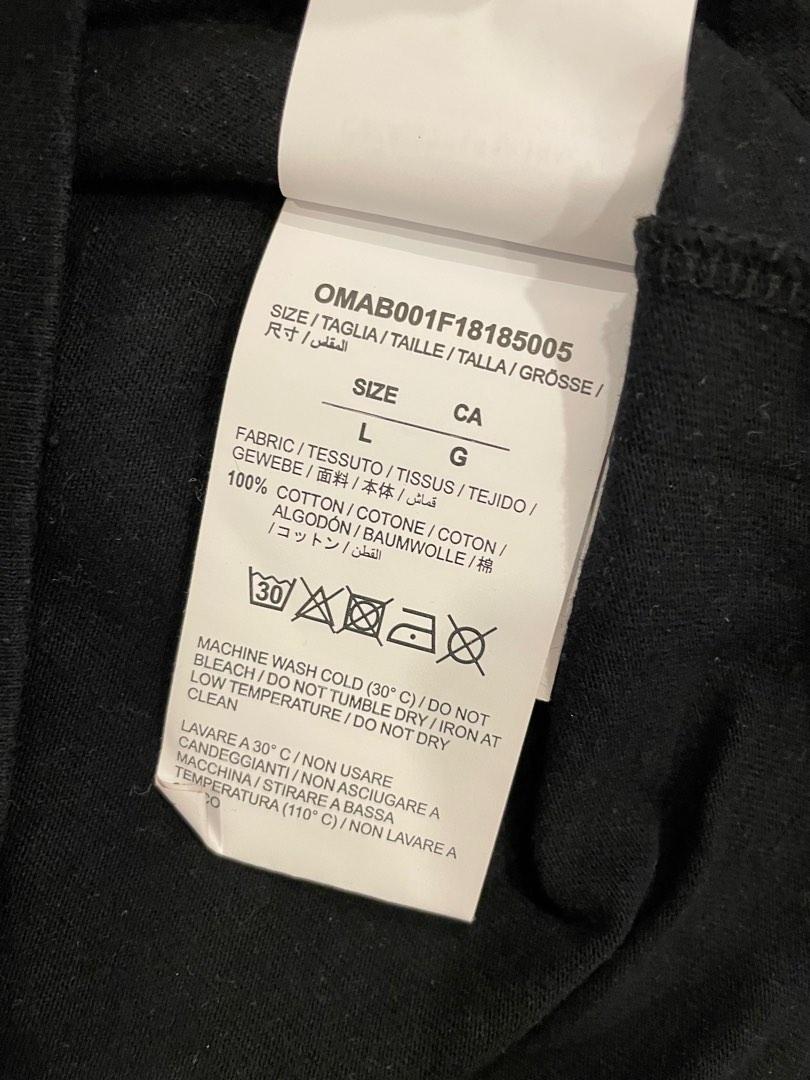 OMAB001F18185005
SIZE / TAGLIA / TAILLE / TALLA / GRÖSSE /
尺寸 / المقاس
SIZE CA
L G
FABRIC / TESSUTO / TISSUS / TEJIDO /
GEWEBE / 面料 / 本体 / قماش
100% COTTON / COTONE / COTON /
ALGODÓN / BAUMWOLLE / 棉
/ コットン / القطن
30
MACHINE WASH COLD (30° C) / DO NOT
BLEACH / DO NOT TUMBLE DRY / IRON AT
LOW TEMPERATURE / DO NOT DRY
CLEAN
LAVARE A 30° C / NON USARE
CANDEGGIANTI / NON ASCIUGARE A
MACCHINA / STIRARE A BASSA
TEMPERATURA (110° C) / NON LAVARE A